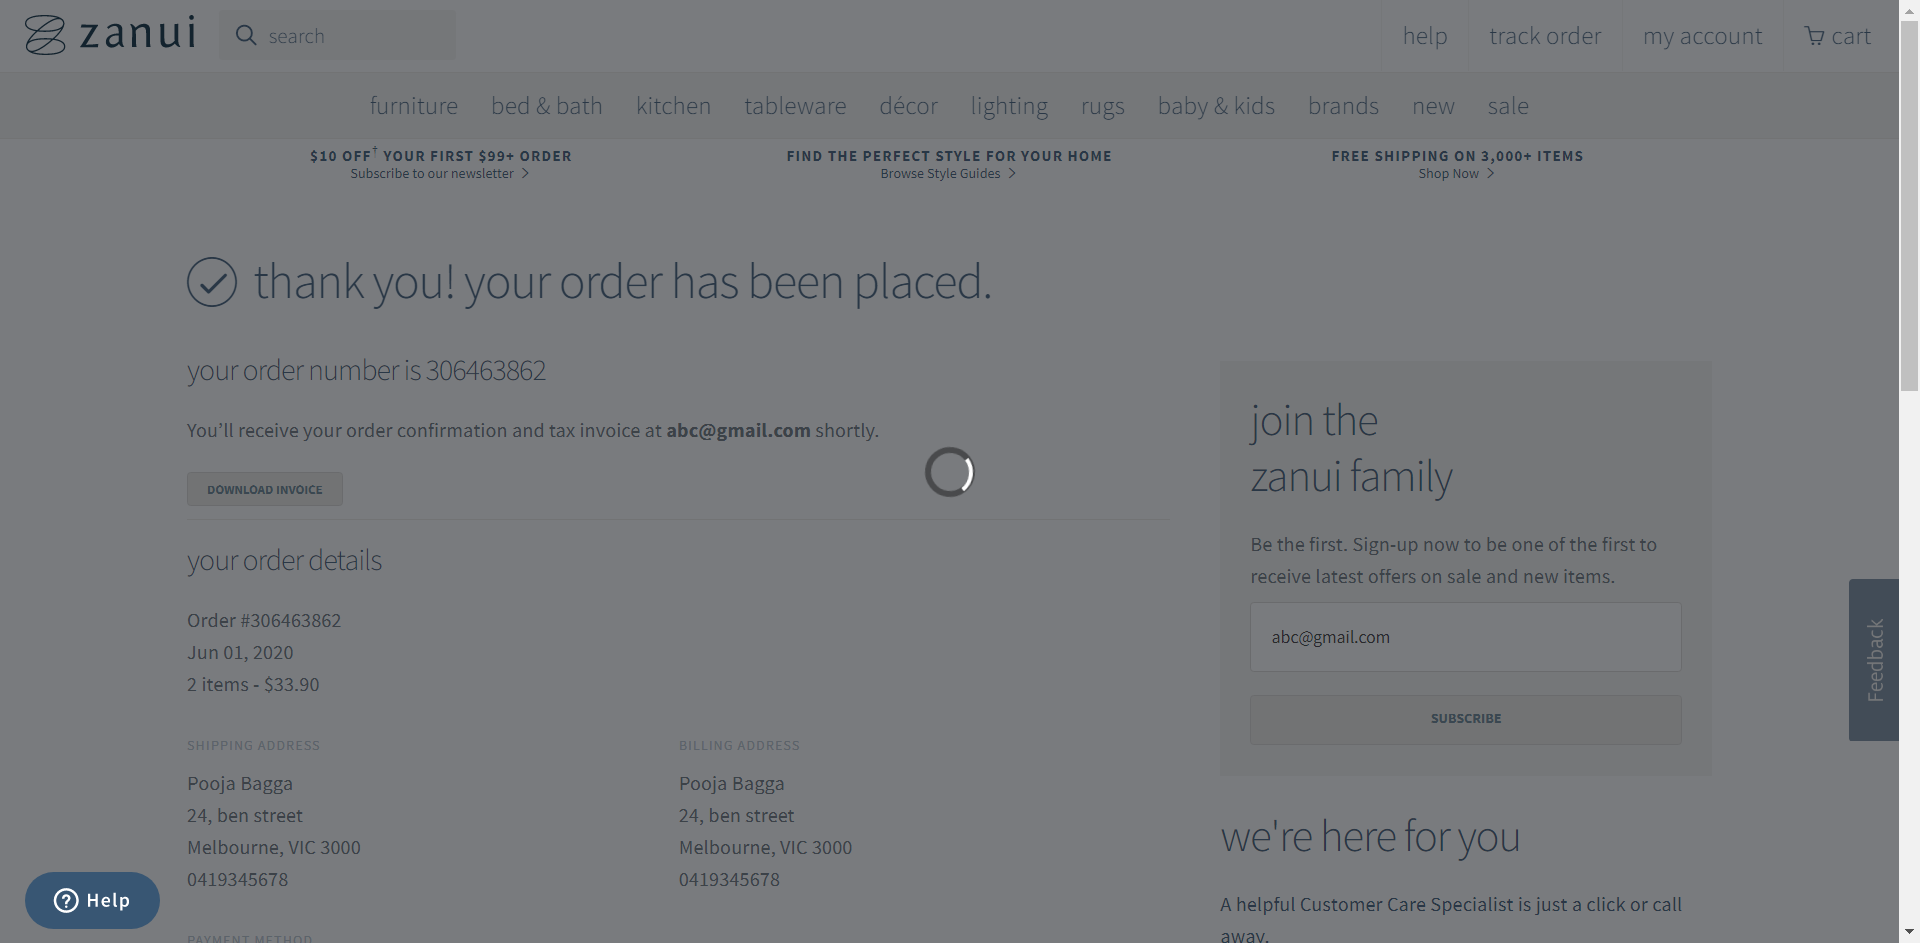 zanui
search
help
track order
my account
cart
furniture
bed & bath
kitchen
tableware
décor
lighting
rugs
baby & kids
brands
new
sale
$10 OFF† YOUR FIRST $99+ ORDER
Subscribe to our newsletter
FIND THE PERFECT STYLE FOR YOUR HOME
Browse Style Guides
FREE SHIPPING ON 3,000+ ITEMS
Shop Now
thank you! your order has been placed.
your order number is 306463862
You'll receive your order confirmation and tax invoice at abc@gmail.com shortly.
DOWNLOAD INVOICE
your order details
Order #306463862
Jun 01, 2020
2 items - $33.90
SHIPPING ADDRESS
Pooja Bagga
24, ben street
Melbourne, VIC 3000
0419345678
BILLING ADDRESS
Pooja Bagga
24, ben street
Melbourne, VIC 3000
0419345678
PAYMENT METHOD
join the
zanui family
Be the first. Sign-up now to be one of the first to
receive latest offers on sale and new items.
abc@gmail.com
SUBSCRIBE
we're here for you
A helpful Customer Care Specialist is just a click or call
away.
Feedback
Help